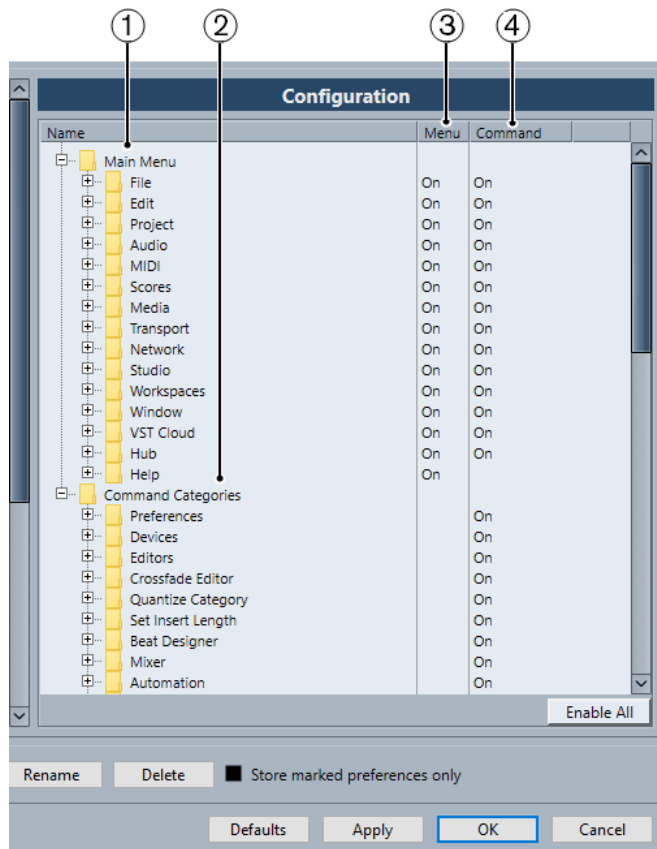 1 2 3 4
Configuration
Name Menu Command
Main Menu
File On On
Edit On On
Project On On
Audio On On
MIDI On On
Scores On On
Media On On
Transport On On
Network On On
Studio On On
Workspaces On On
Window On On
VST Cloud On On
Hub On On
Help On
Command Categories
Preferences On
Devices On
Editors On
Crossfade Editor On
Quantize Category On
Set Insert Length On
Beat Designer On
Mixer On
Automation On
Enable All
Rename Delete Store marked preferences only
Defaults Apply OK Cancel